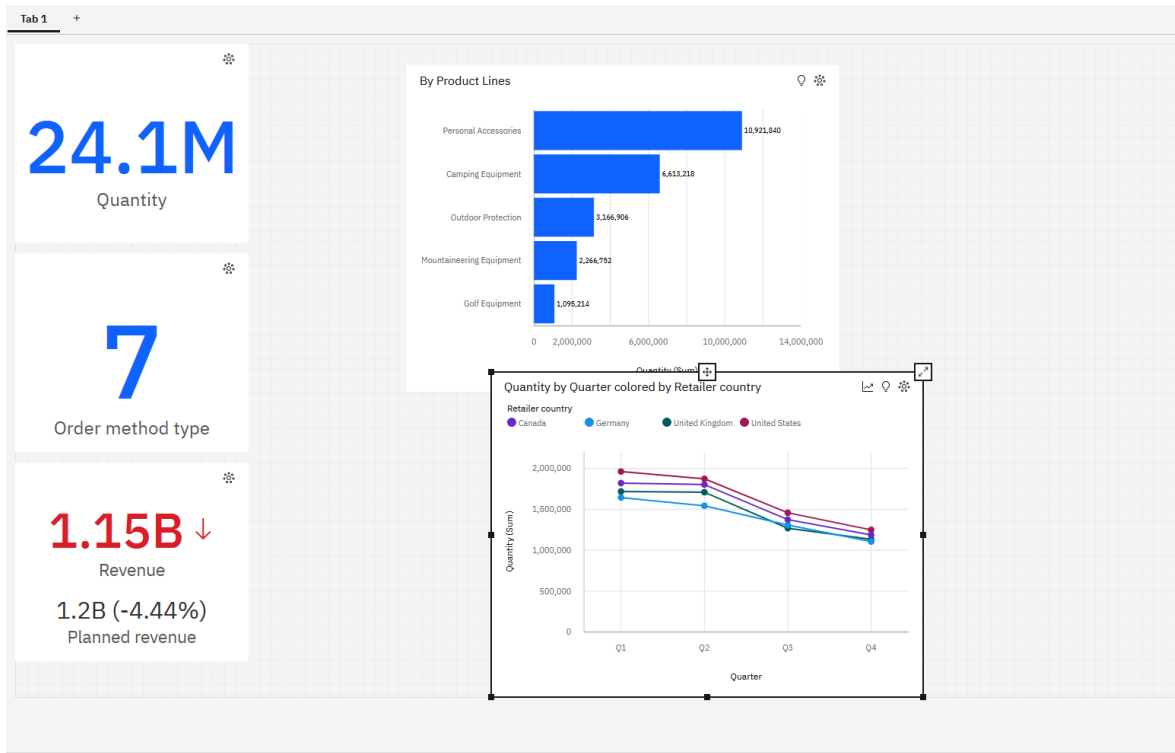 Tab 1 +
24.1M
Quantity
7
Order method type
1.15B ↓
Revenue
1.2B (-4.44%)
Planned revenue
By Product Lines
Personal Accessories 10,921,840
Camping Equipment 6,613,218
Outdoor Protection 3,166,906
Mountaineering Equipment 2,266,752
Golf Equipment 1,095,214
0 2,000,000 6,000,000 10,000,000 14,000,000
Quantity (Sum)
Quantity by Quarter colored by Retailer country
Retailer country
Canada Germany United Kingdom United States
2,000,000
1,500,000
1,000,000
500,000
0
Quantity (Sum)
Q1 Q2 Q3 Q4
Quarter